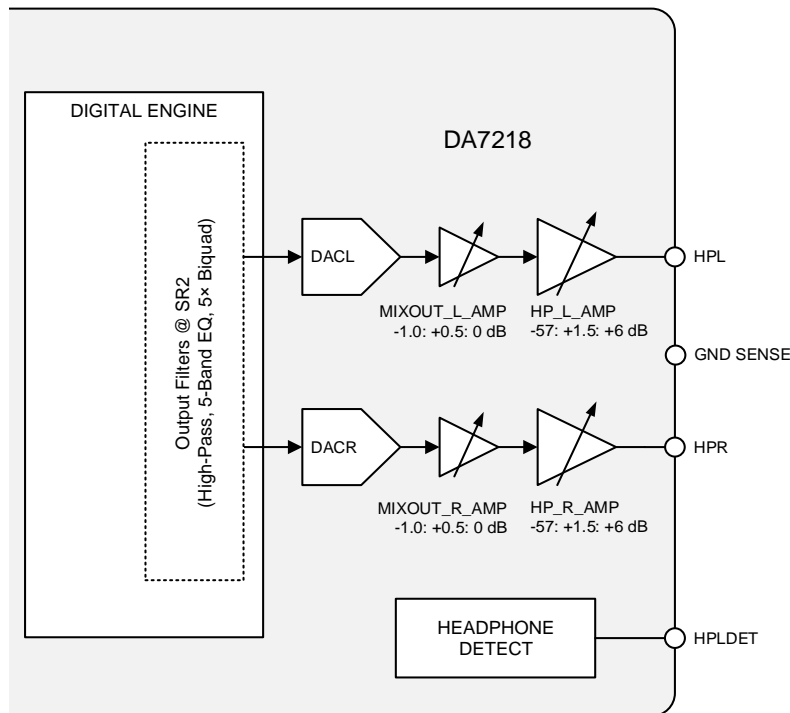 DIGITAL ENGINE
DA7218
Output Filters @ SR2
(High-Pass, 5-Band EQ, 5× Biquad)
DACL
MIXOUT_L_AMP
-1.0: +0.5: 0 dB
HP_L_AMP
-57: +1.5: +6 dB
HPL
GND SENSE
DACR
MIXOUT_R_AMP
-1.0: +0.5: 0 dB
HP_R_AMP
-57: +1.5: +6 dB
HPR
HEADPHONE
DETECT
HPLDET